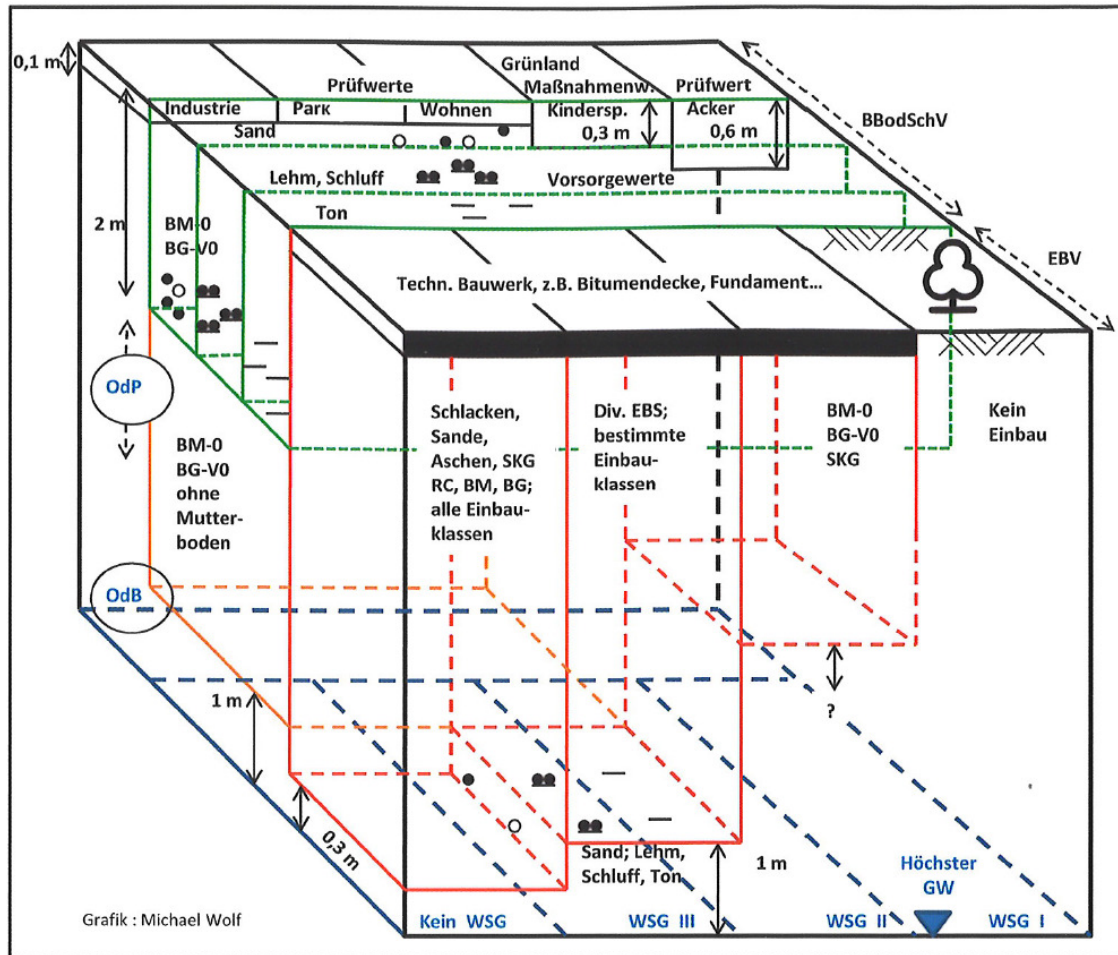 0,1 m
Grünland
Prüfwerte
Maßnahmenw.
Prüfwert
Industrie
Park
Wohnen
Kindersp.
Acker
BBodSchV
Sand
0,3 m
0,6 m
Lehm, Schluff
Vorsorgewerte
Ton
2 m
BM-0
BG-V0
EBV
Techn. Bauwerk, z.B. Bitumendecke, Fundament...
OdP
Schlacken,
Sande,
Aschen, SKG
RC, BM, BG;
alle Einbau-
klassen
Div. EBS;
bestimmte
Einbau-
klassen
BM-0
BG-V0
SKG
Kein
Einbau
BM-0
BG-V0
ohne
Mutter-
boden
OdB
1 m
?
0,3 m
Sand; Lehm,
Schluff, Ton
1 m
Höchster
GW
Grafik : Michael Wolf
Kein WSG
WSG III
WSG II
WSG I